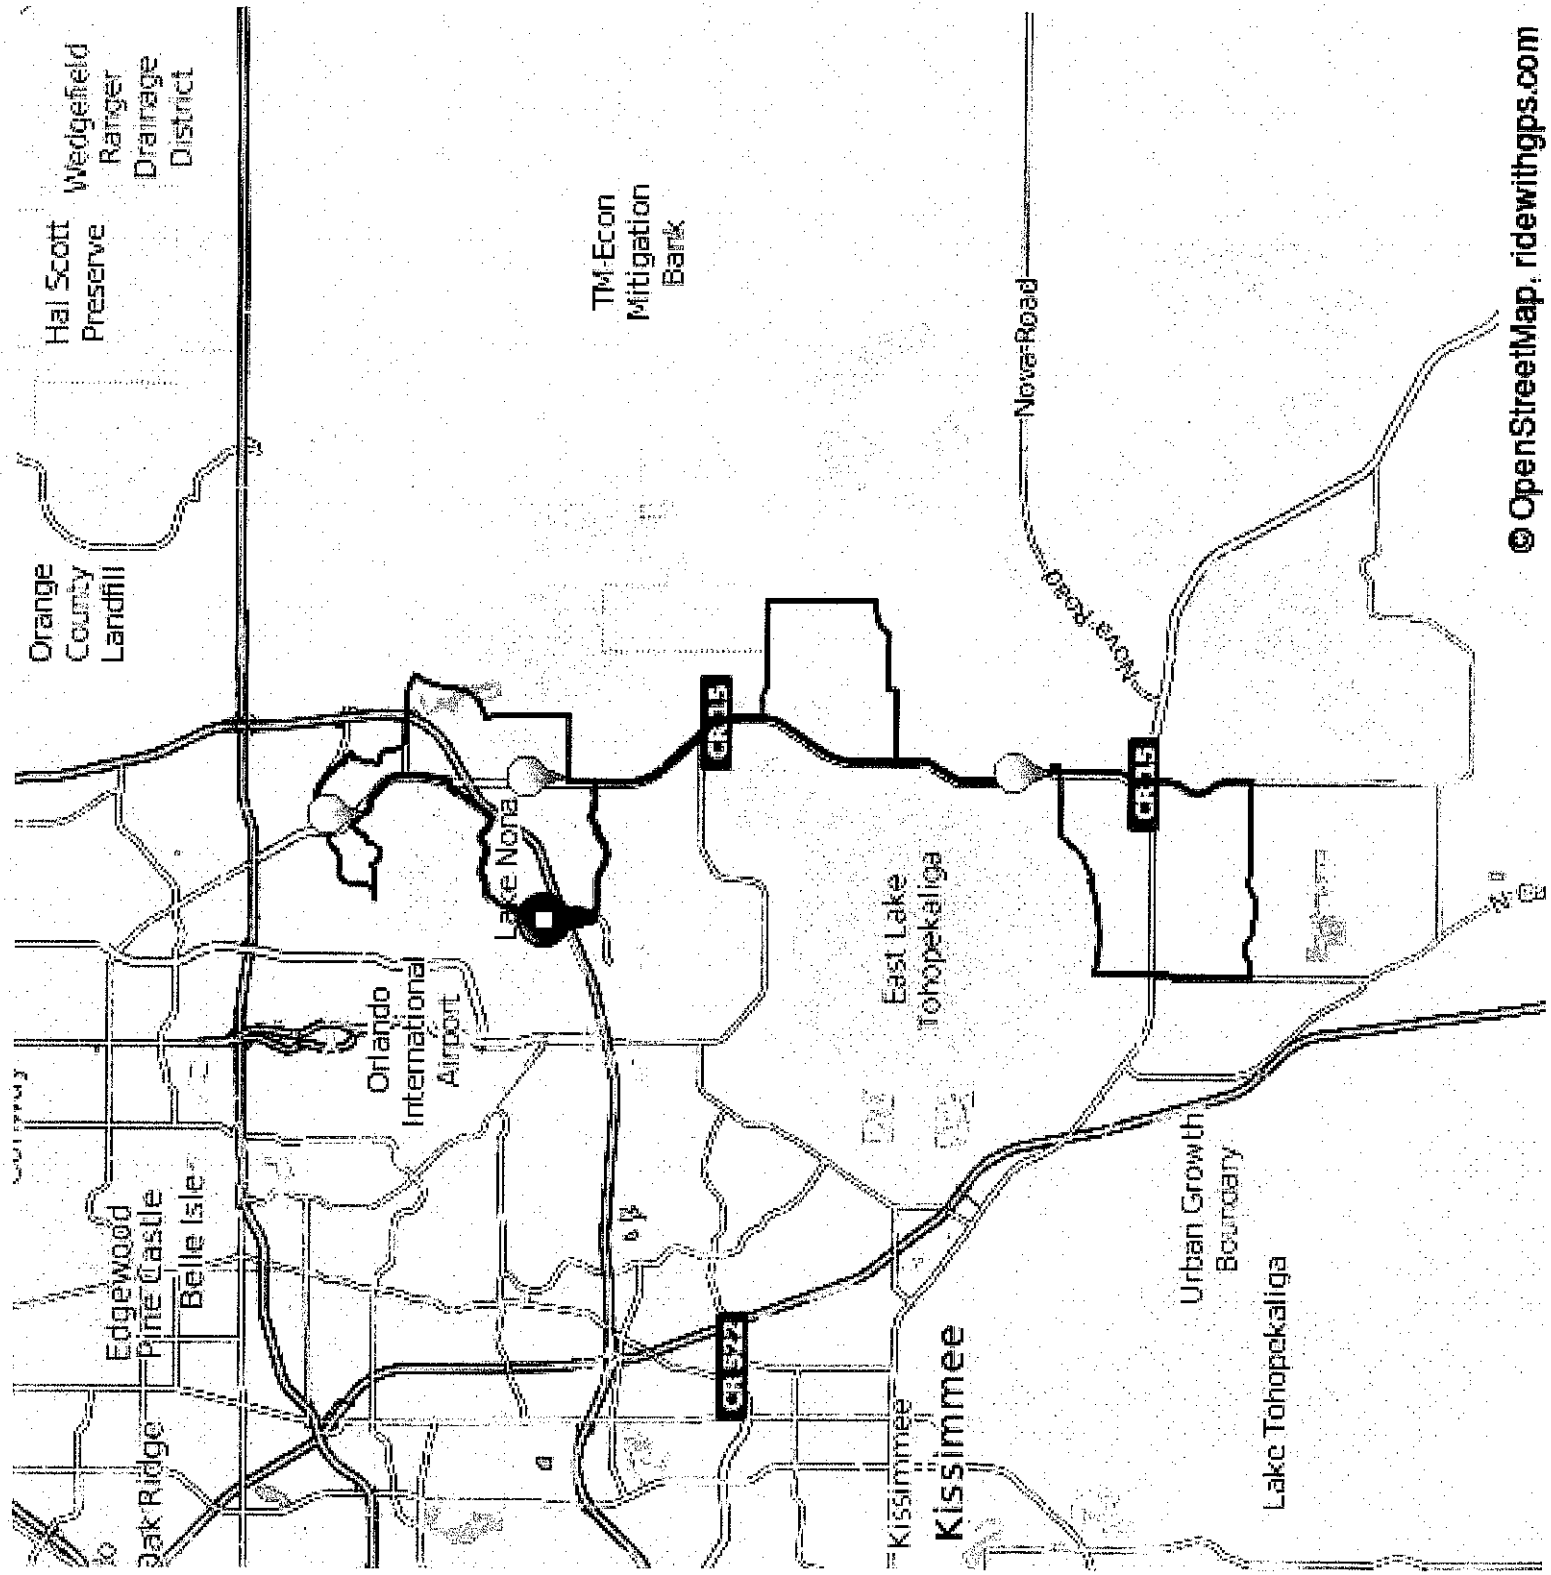 Wedgefield
Ranger
Drainage
District
Hal Scott
Preserve
Orange
County
Landfill
TM-Econ
Mitigation
Bank
Nova Road
Nova Road
CR 15
CR 15
Lake Nona
East Lake
Tohopekaliga
Orlando
International
Airport
Edgewood
Pine Castle
Belle Isle
Oak Ridge
Urban Growth
Boundary
Kissimmee
Kissimmee
Lake Tohopekaliga
© OpenStreetMap, ridewithgps.com